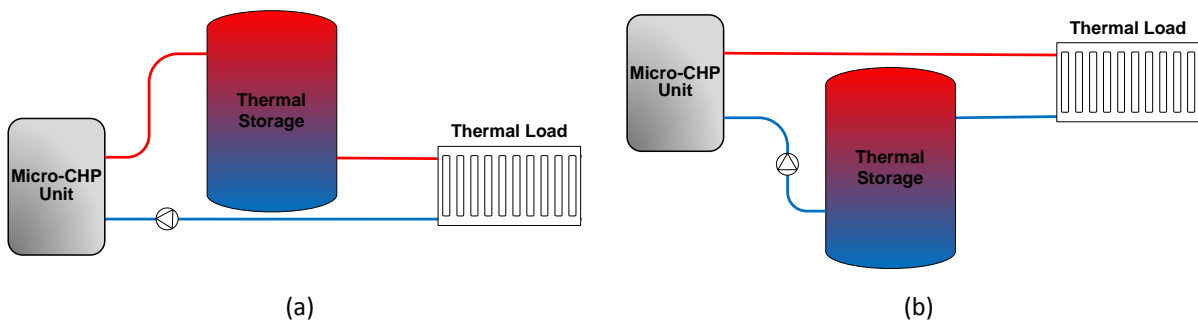 Thermal
Storage
Micro-CHP
Unit
Thermal Load
(a)
Thermal Load
Micro-CHP
Unit
Thermal
Storage
(b)